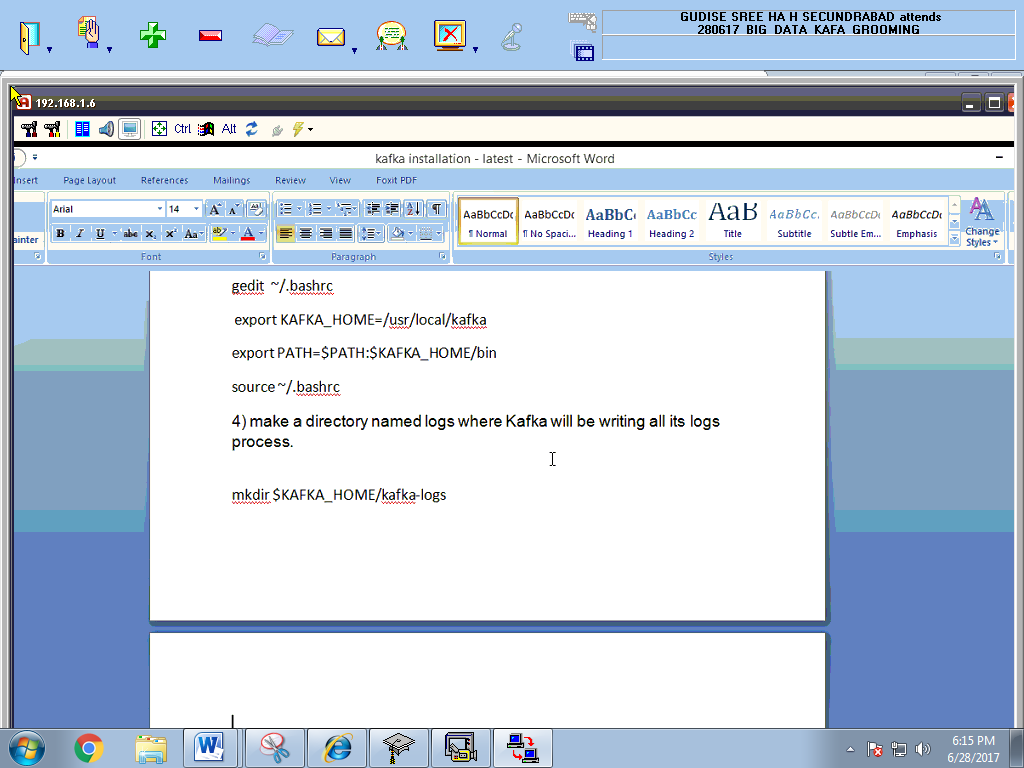 GUDISE SREE HA H SECUNDRABAD attends
280617 BIG DATA KAFA GROOMING
192.168.1.6
Ctrl Alt
kafka installation - latest - Microsoft Word
Insert Page Layout References Mailings Review View Foxit PDF
Arial 14
AaBbCcDc AaBbCcDc AaBbC AaBbCc AaB AaBbCc. AaBbCcDc AaBbCcDc
¶ Normal ¶ No Spaci... Heading 1 Heading 2 Title Subtitle Subtle Em... Emphasis
Change
Styles
ainter
Font Paragraph Styles
gedit ~/.bashrc
export KAFKA_HOME=/usr/local/kafka
export PATH=$PATH:$KAFKA_HOME/bin
source ~/.bashrc
4) make a directory named logs where Kafka will be writing all its logs
process.
mkdir $KAFKA_HOME/kafka-logs
6:15 PM
6/28/2017